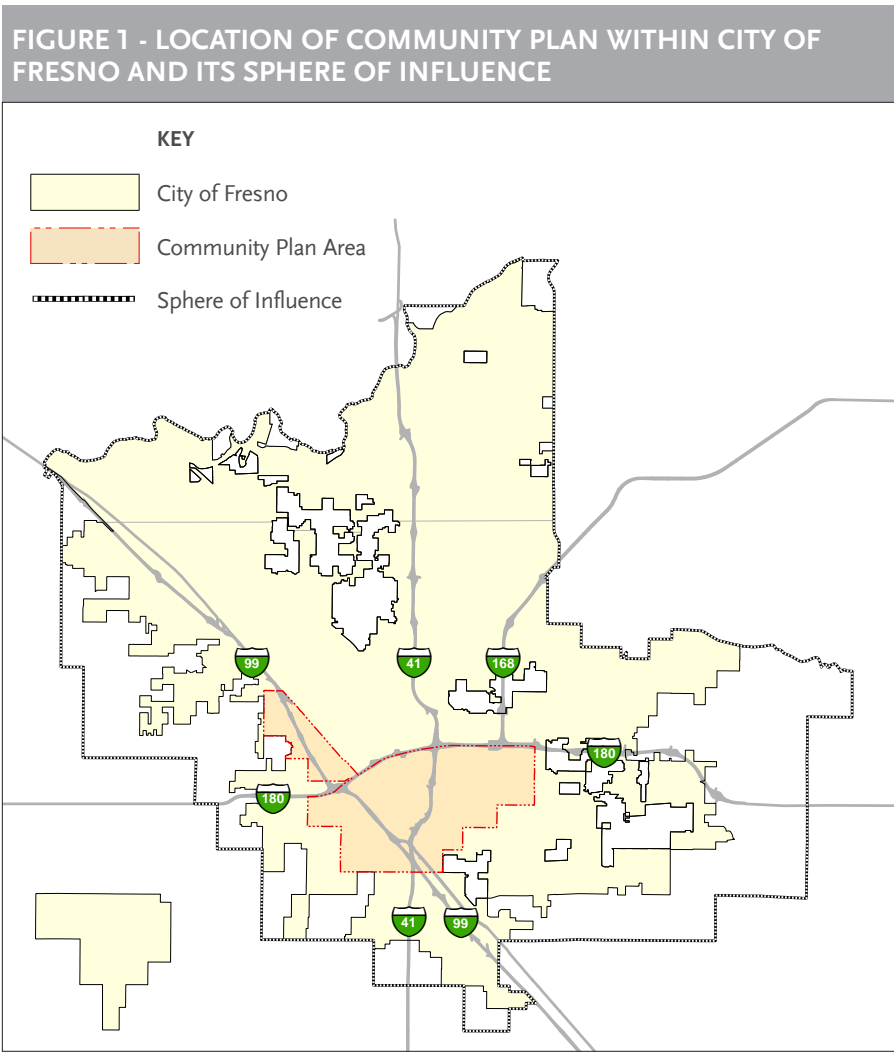 FIGURE 1 - LOCATION OF COMMUNITY PLAN WITHIN CITY OF
FRESNO AND ITS SPHERE OF INFLUENCE
KEY
City of Fresno
Community Plan Area
Sphere of Influence
99
41
168
180
180
41
99